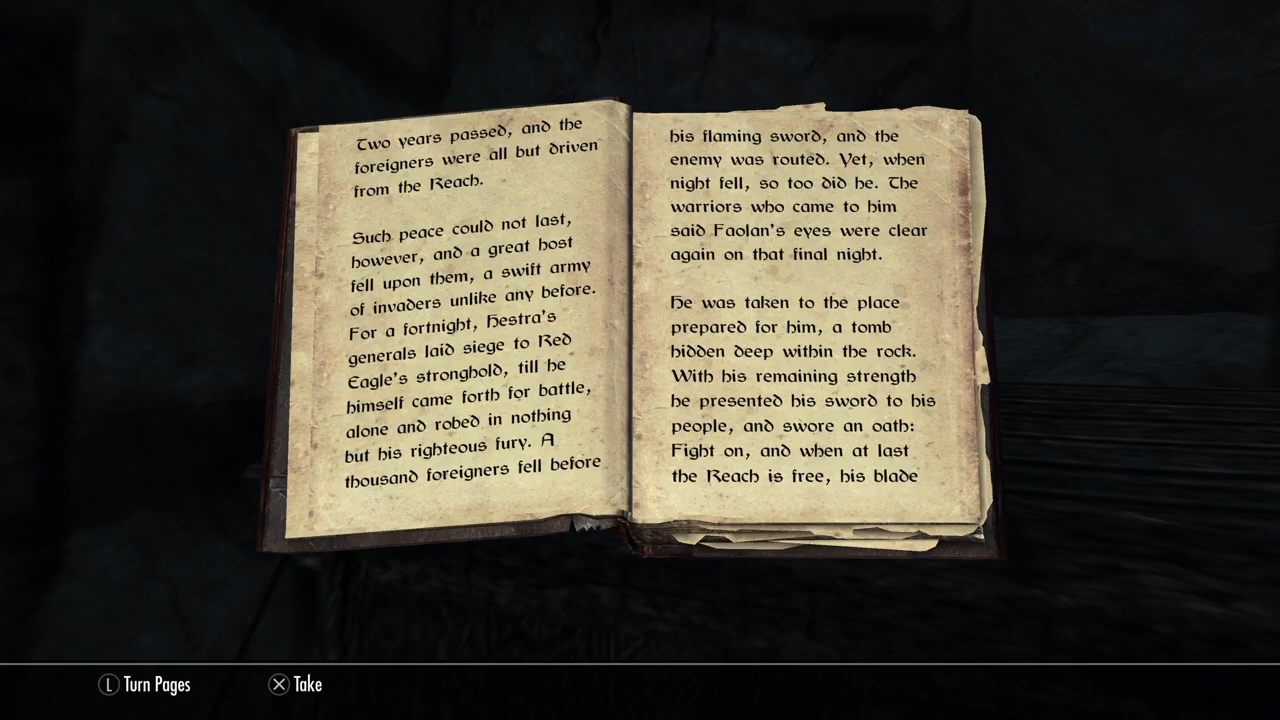 Two years passed, and the
foreigners were all but driven
from the Reach.
Such peace could not last,
however, and a great host
fell upon them, a swift army
of invaders unlike any before.
For a fortnight, Hestra's
generals laid siege to Red
Eagle's stronghold, till he
himself came forth for battle,
alone and robed in nothing
but his righteous fury. A
thousand foreigners fell before
his flaming sword, and the
enemy was routed. Yet, when
night fell, so too did he. The
warriors who came to him
said Faolan's eyes were clear
again on that final night.
He was taken to the place
prepared for him, a tomb
hidden deep within the rock.
With his remaining strength
he presented his sword to his
people, and swore an oath:
Fight on, and when at last
the Reach is free, his blade
L Turn Pages
X Take